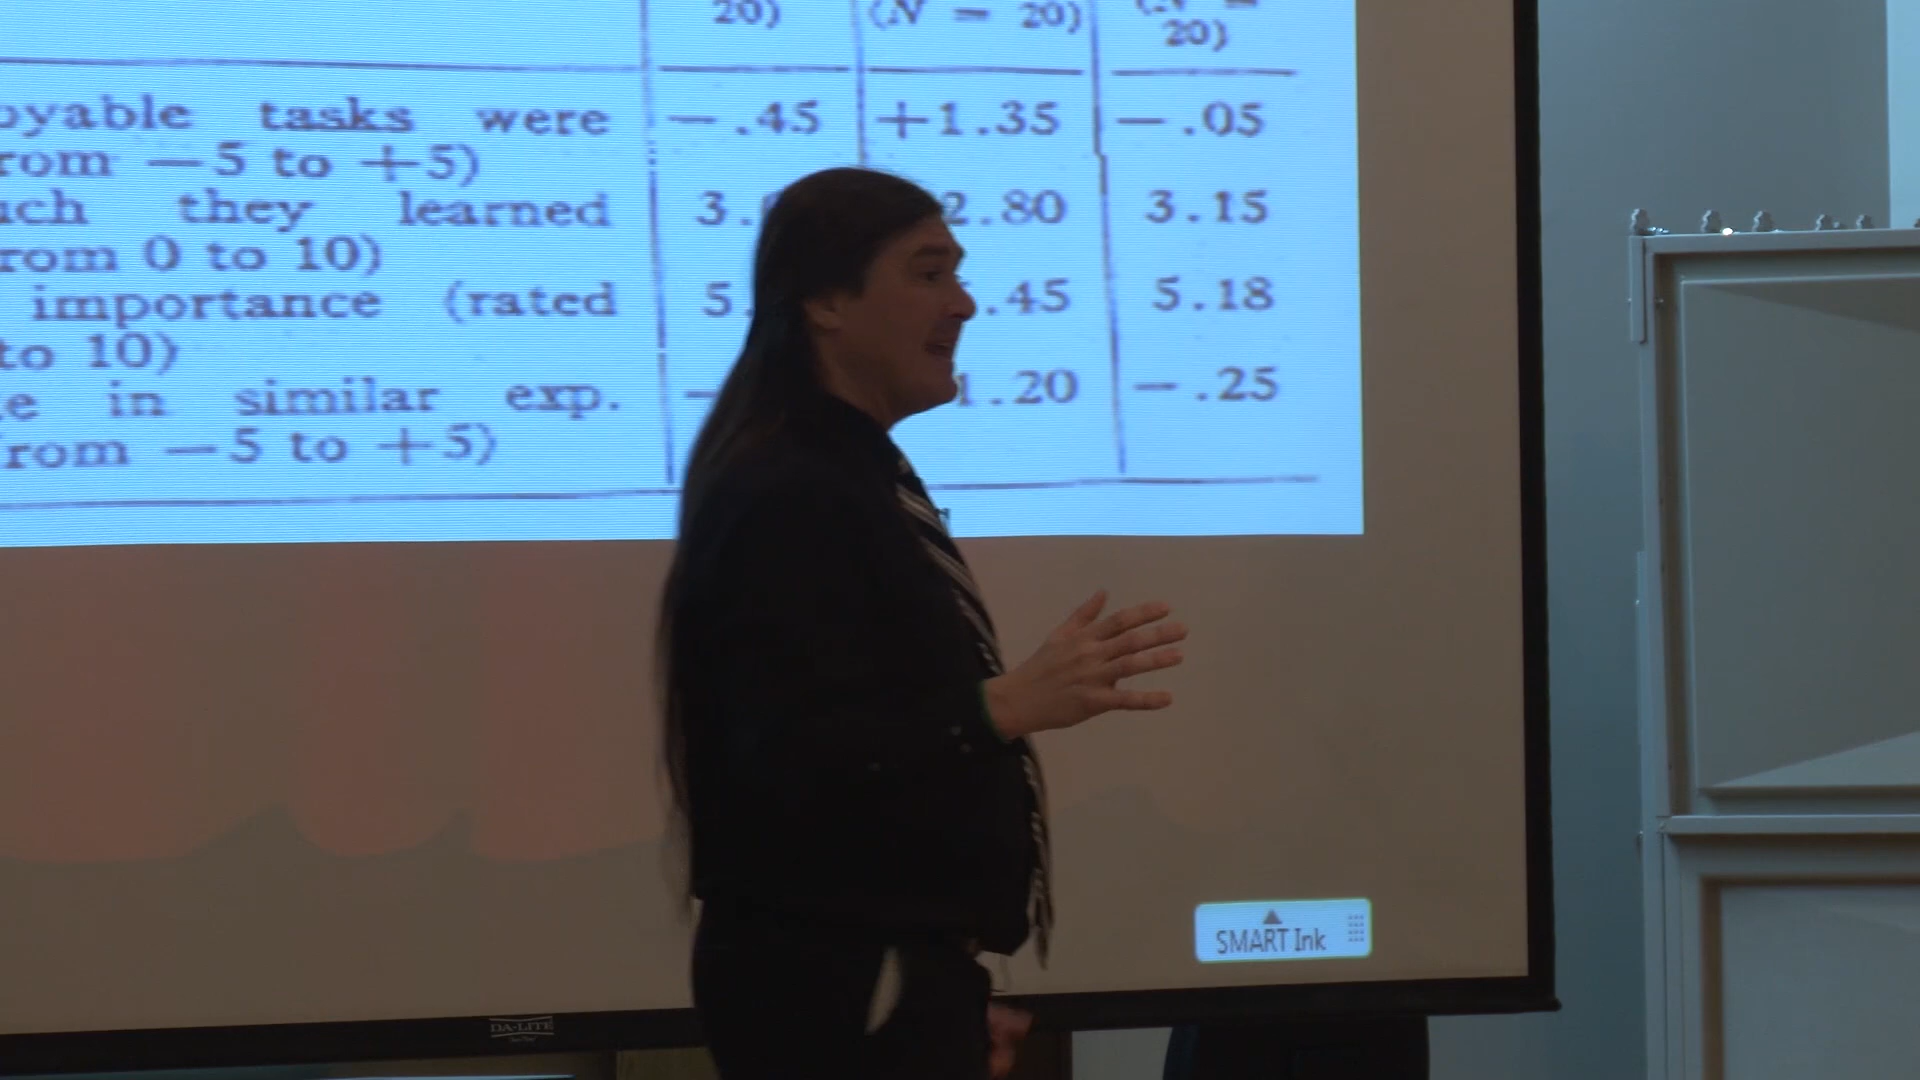 20) (N = 20) 20)
oyable tasks were −.45 +1.35 −.05
rom −5 to +5)
uch they learned 3. 2.80 3.15
rom 0 to 10)
importance (rated 5. .45 5.18
to 10)
e in similar exp. − 1.20 −.25
rom −5 to +5)
SMART Ink
DA-LITE